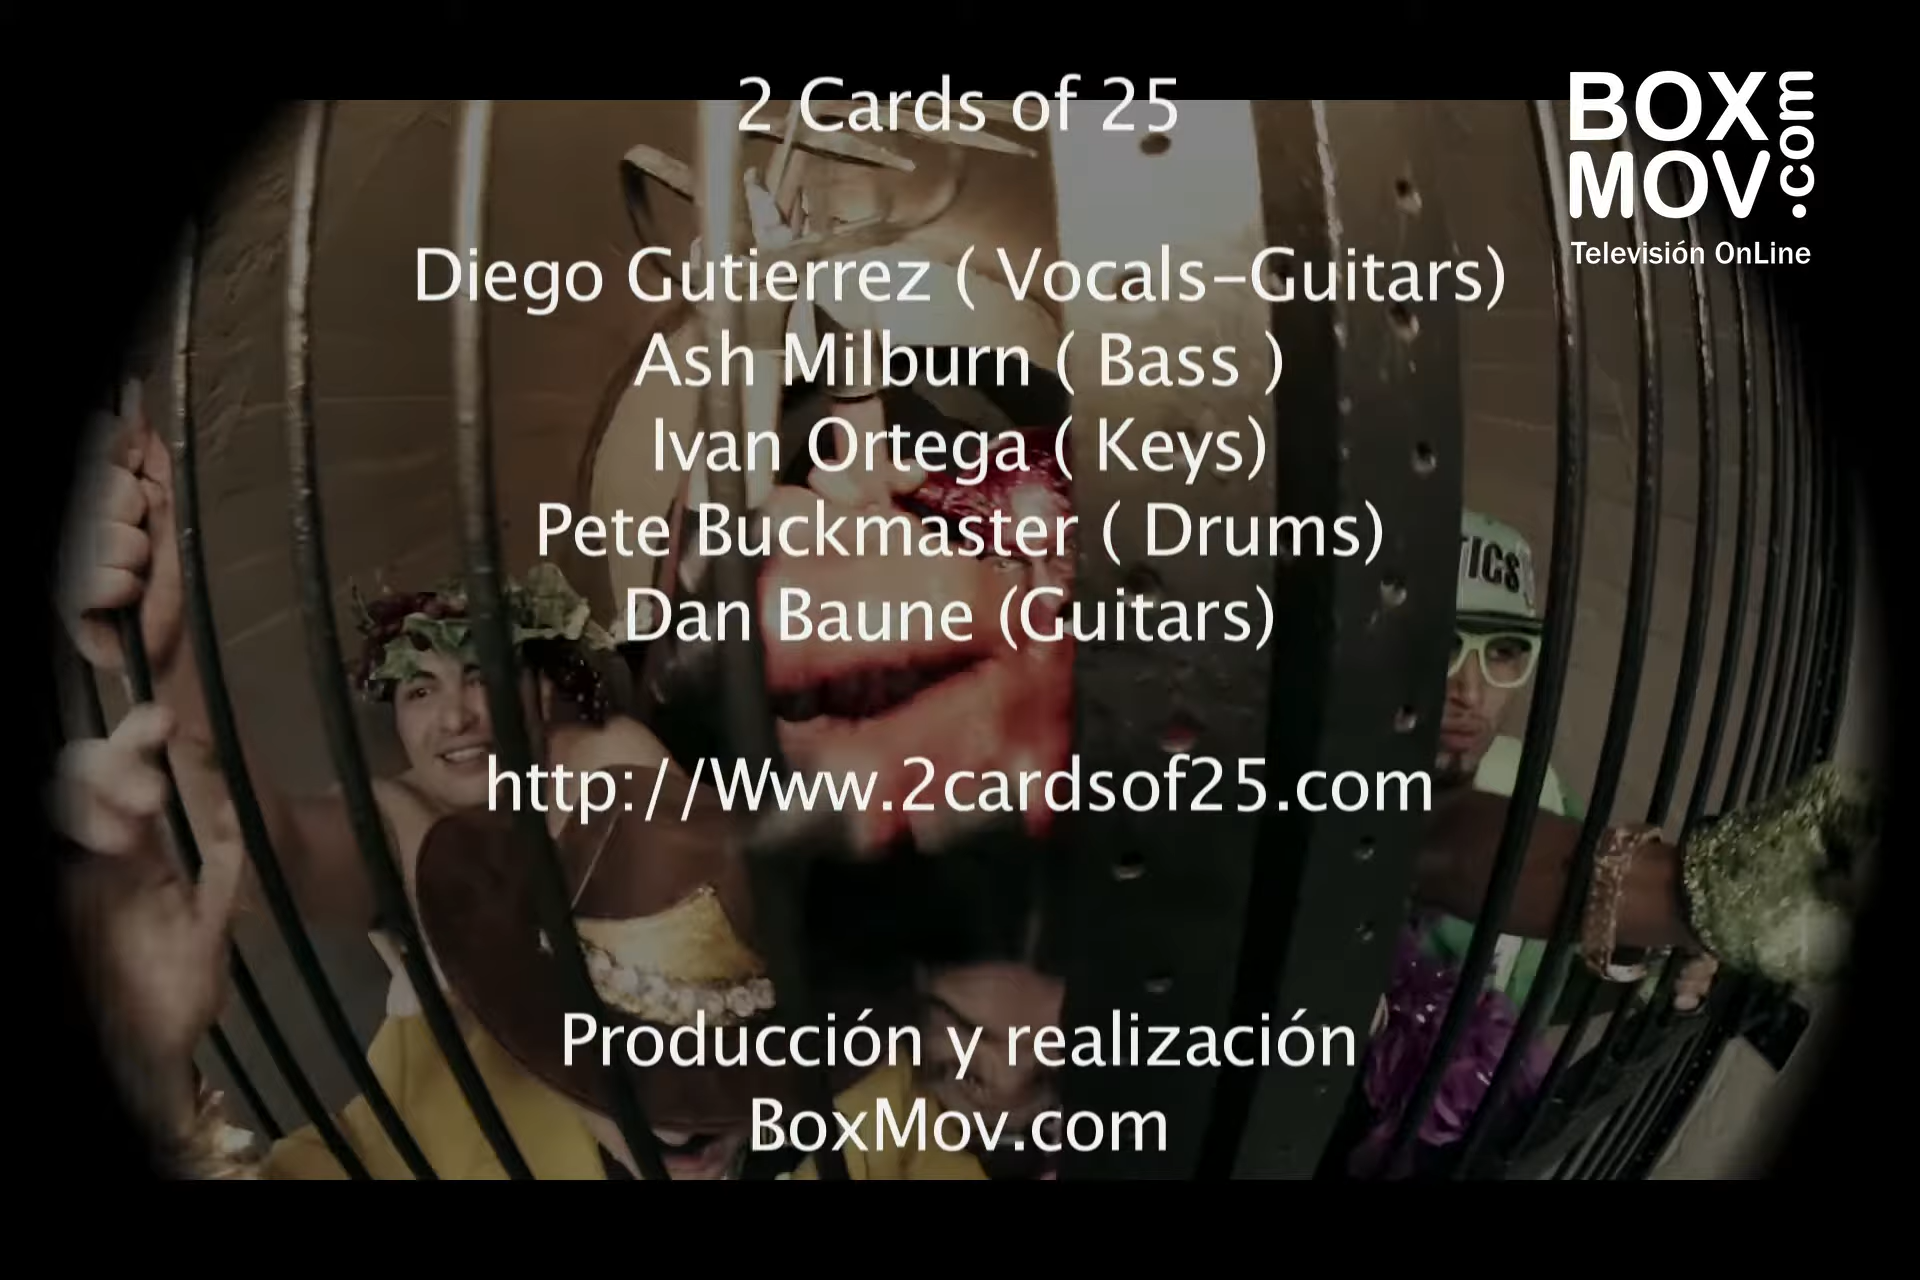 2 Cards of 25
BOX
MOV
.com
Televisión OnLine
Diego Gutierrez ( Vocals-Guitars)
Ash Milburn ( Bass )
Ivan Ortega ( Keys)
Pete Buckmaster ( Drums)
Dan Baune (Guitars)
TICS
http://Www.2cardsof25.com
Producción y realización
BoxMov.com